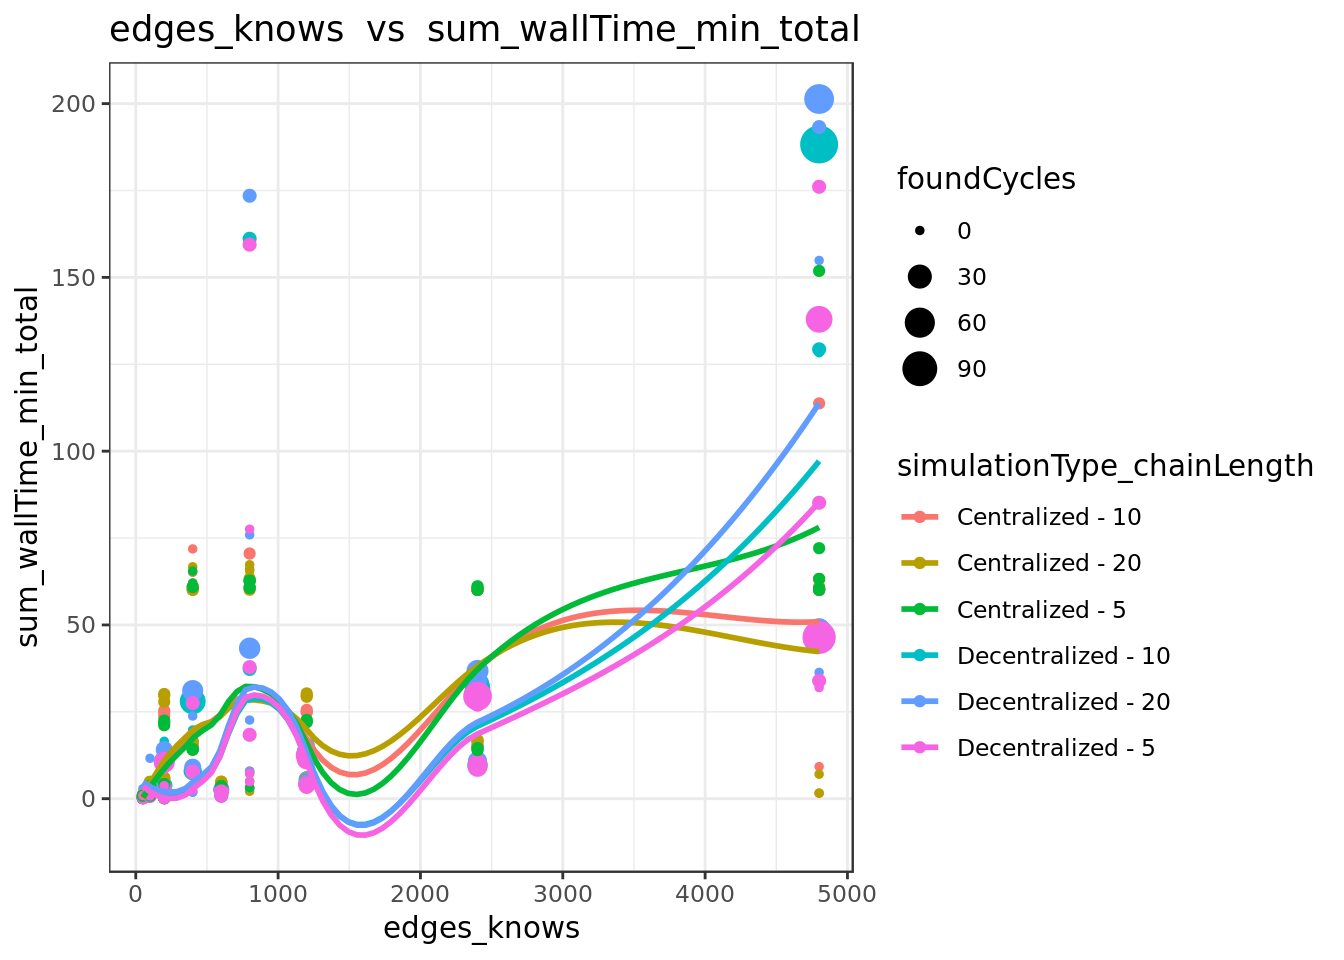 edges_knows  vs  sum_wallTime_min_total
sum_wallTime_min_total
200
150
100
50
0
0 1000 2000 3000 4000 5000
edges_knows
foundCycles
0
30
60
90
simulationType_chainLength
Centralized - 10
Centralized - 20
Centralized - 5
Decentralized - 10
Decentralized - 20
Decentralized - 5